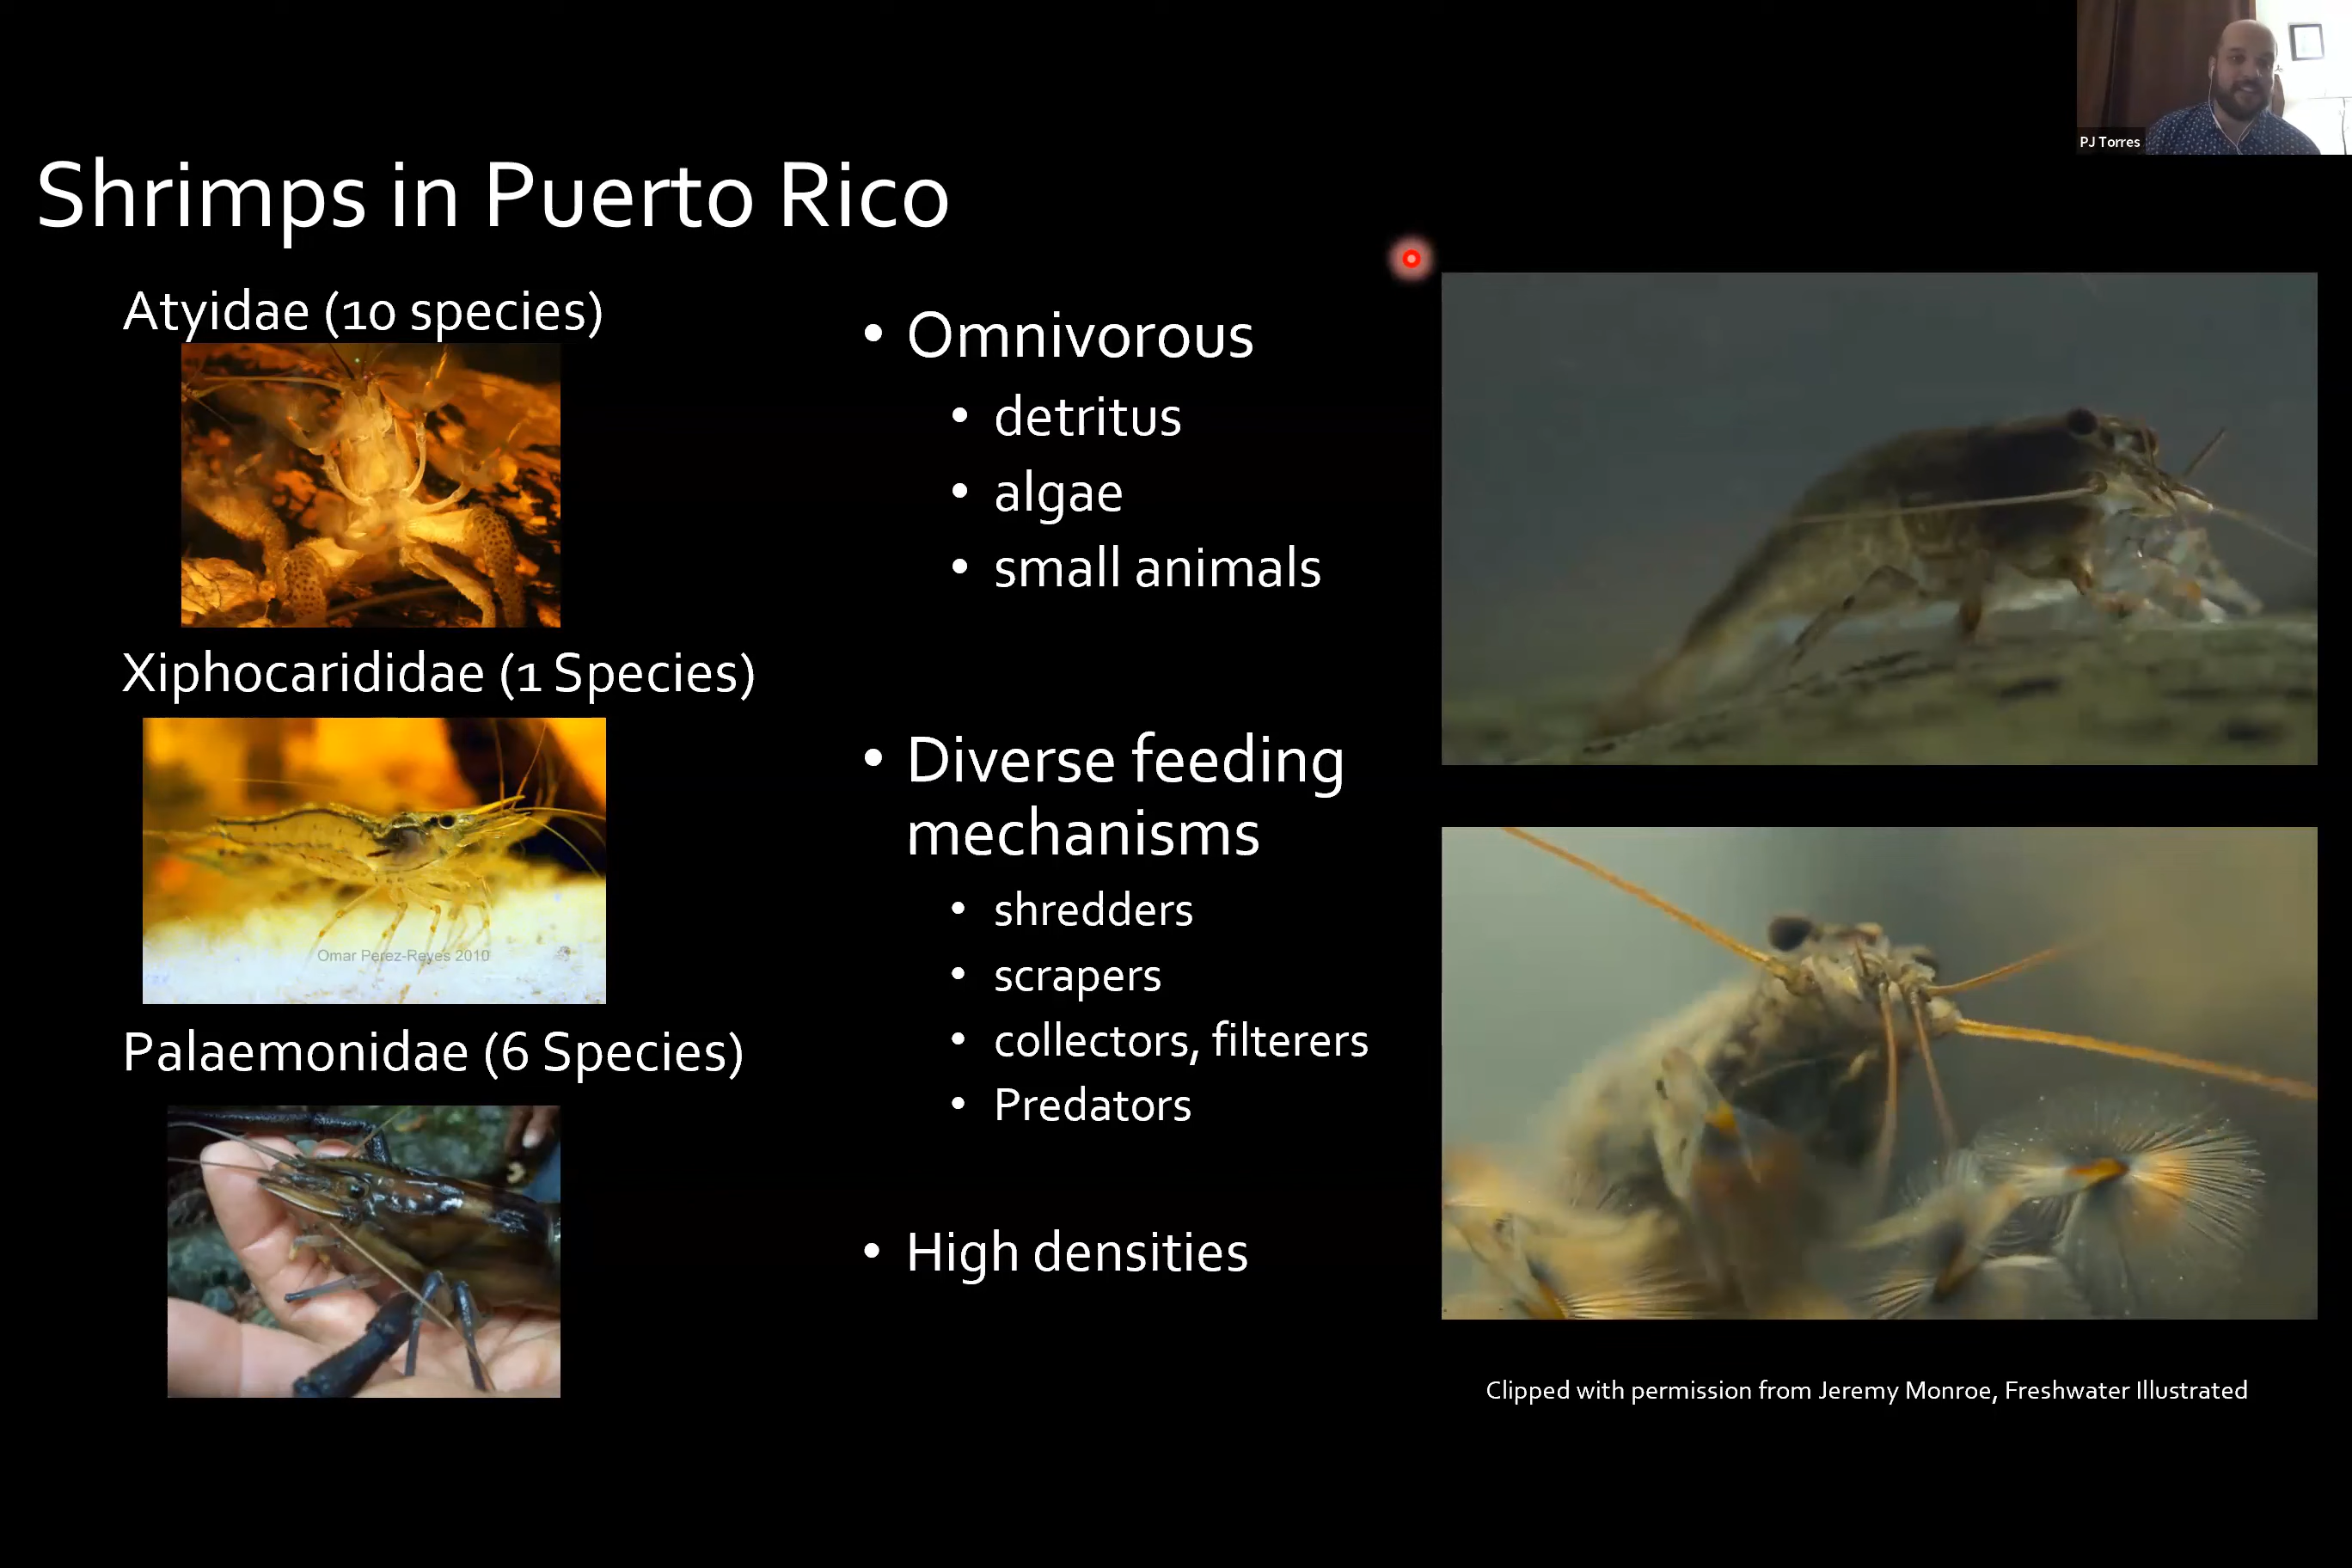 PJ Torres
Shrimps in Puerto Rico
Atyidae (10 species)
Xiphocarididae (1 Species)
Omar Perez-Reyes 2010
Palaemonidae (6 Species)
• Omnivorous
• detritus
• algae
• small animals
• Diverse feeding
mechanisms
• shredders
• scrapers
• collectors, filterers
• Predators
• High densities
Clipped with permission from Jeremy Monroe, Freshwater Illustrated